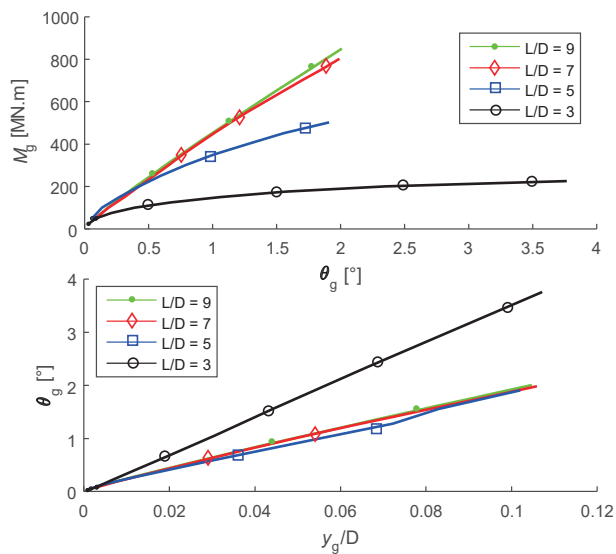 1000
800
600
400
200
0
M_g [MN.m]
0 0.5 1 1.5 2 2.5 3 3.5 4
θ_g [°]
L/D = 9
L/D = 7
L/D = 5
L/D = 3
4
3
2
1
0
θ_g [°]
L/D = 9
L/D = 7
L/D = 5
L/D = 3
0 0.02 0.04 0.06 0.08 0.1 0.12
y_g/D